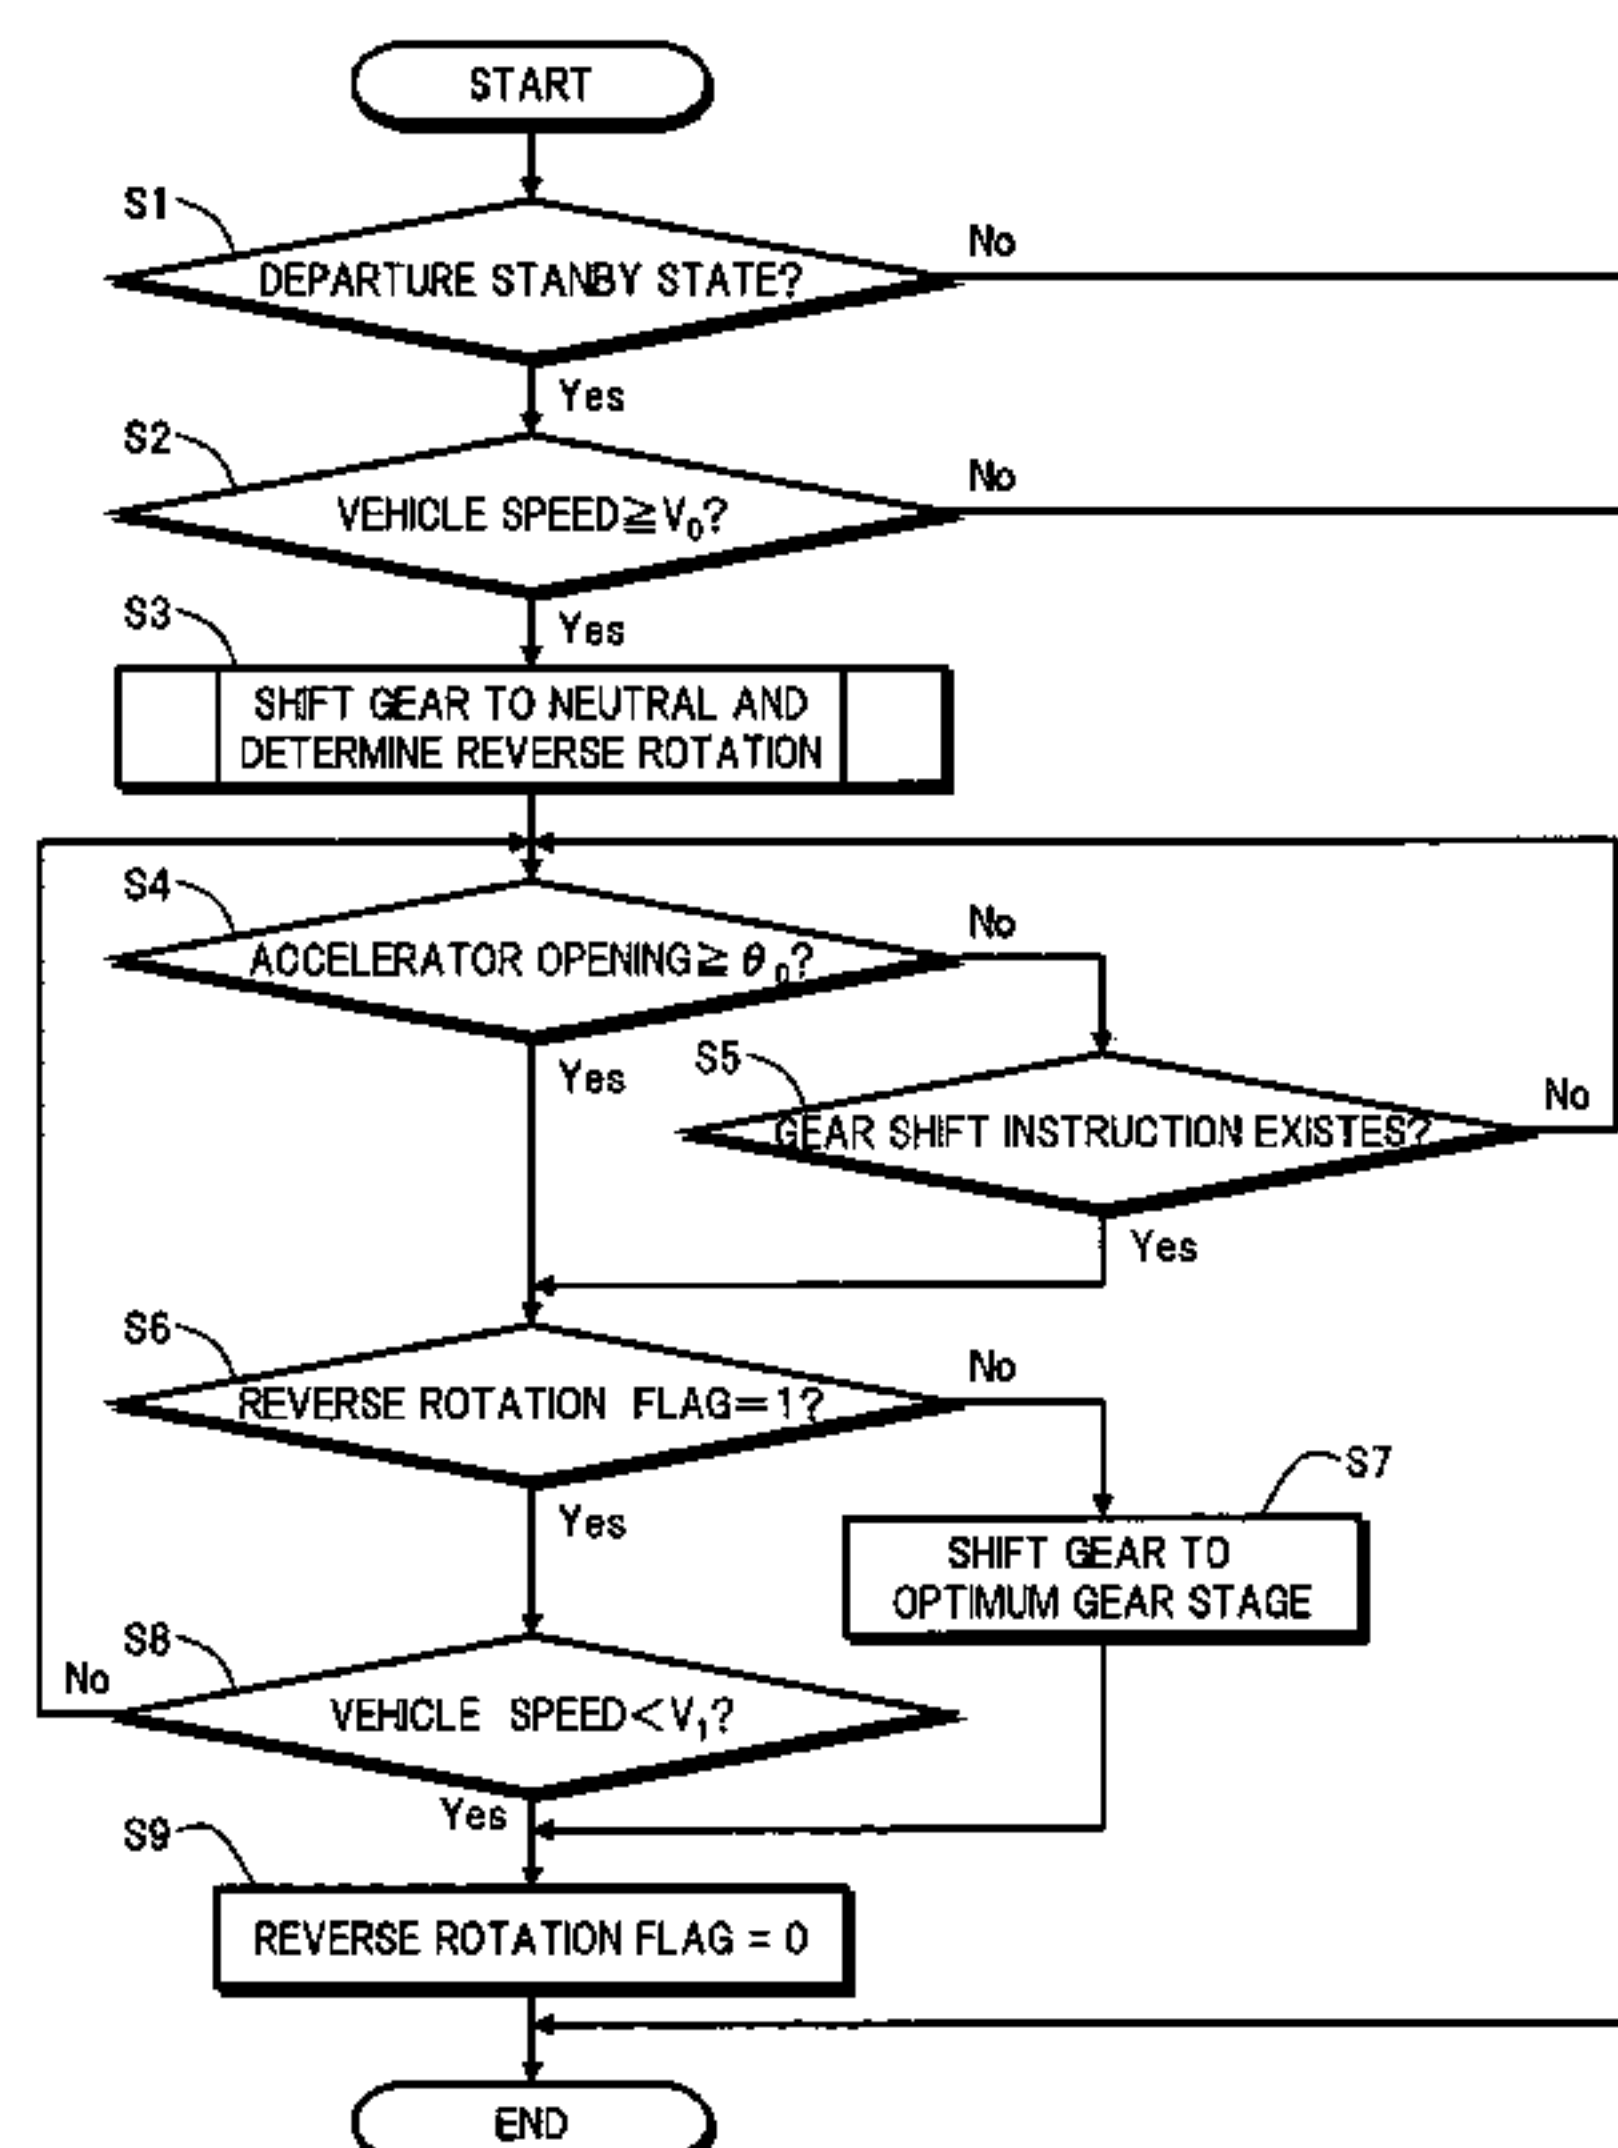 START
S1
DEPARTURE STANBY STATE?
No
Yes
S2
VEHICLE SPEED≧V₀?
No
Yes
S3
SHIFT GEAR TO NEUTRAL AND
DETERMINE REVERSE ROTATION
S4
ACCELERATOR OPENING≧θ₀?
No
Yes
S5
GEAR SHIFT INSTRUCTION EXISTES?
No
Yes
S6
REVERSE ROTATION FLAG=1?
No
Yes
S7
SHIFT GEAR TO
OPTIMUM GEAR STAGE
S8
No
VEHICLE SPEED<V₁?
Yes
S9
REVERSE ROTATION FLAG = 0
END